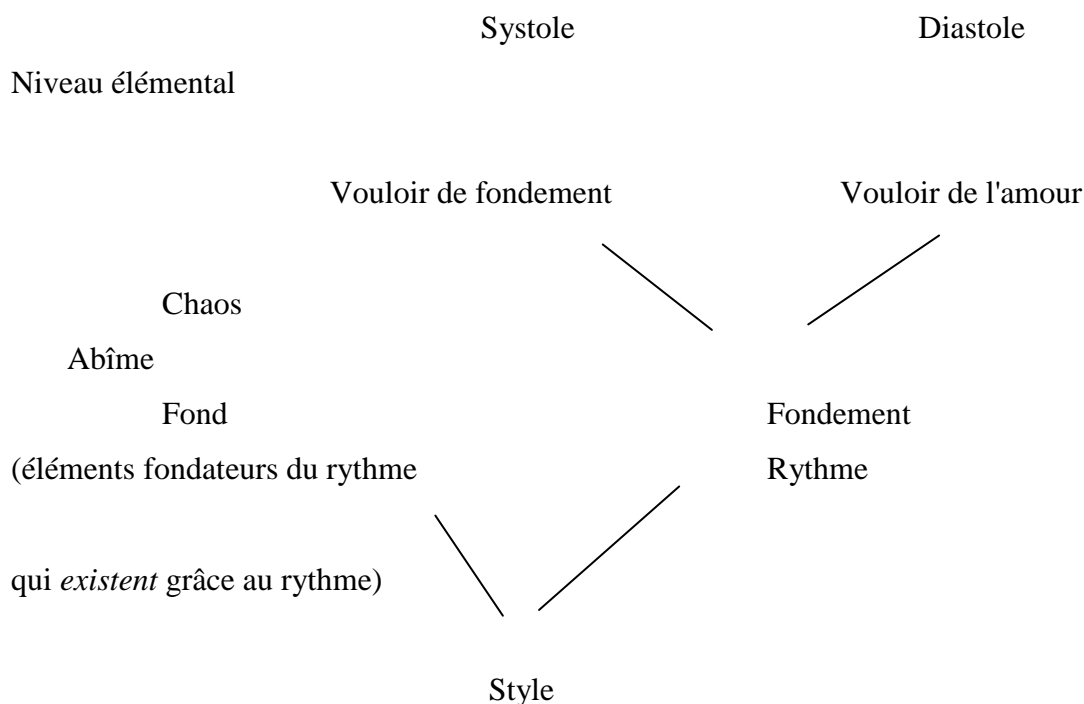 Systole Diastole
Niveau élémental
Vouloir de fondement Vouloir de l'amour
Chaos
Abîme
Fond Fondement
(éléments fondateurs du rythme Rythme
qui existent grâce au rythme)
Style